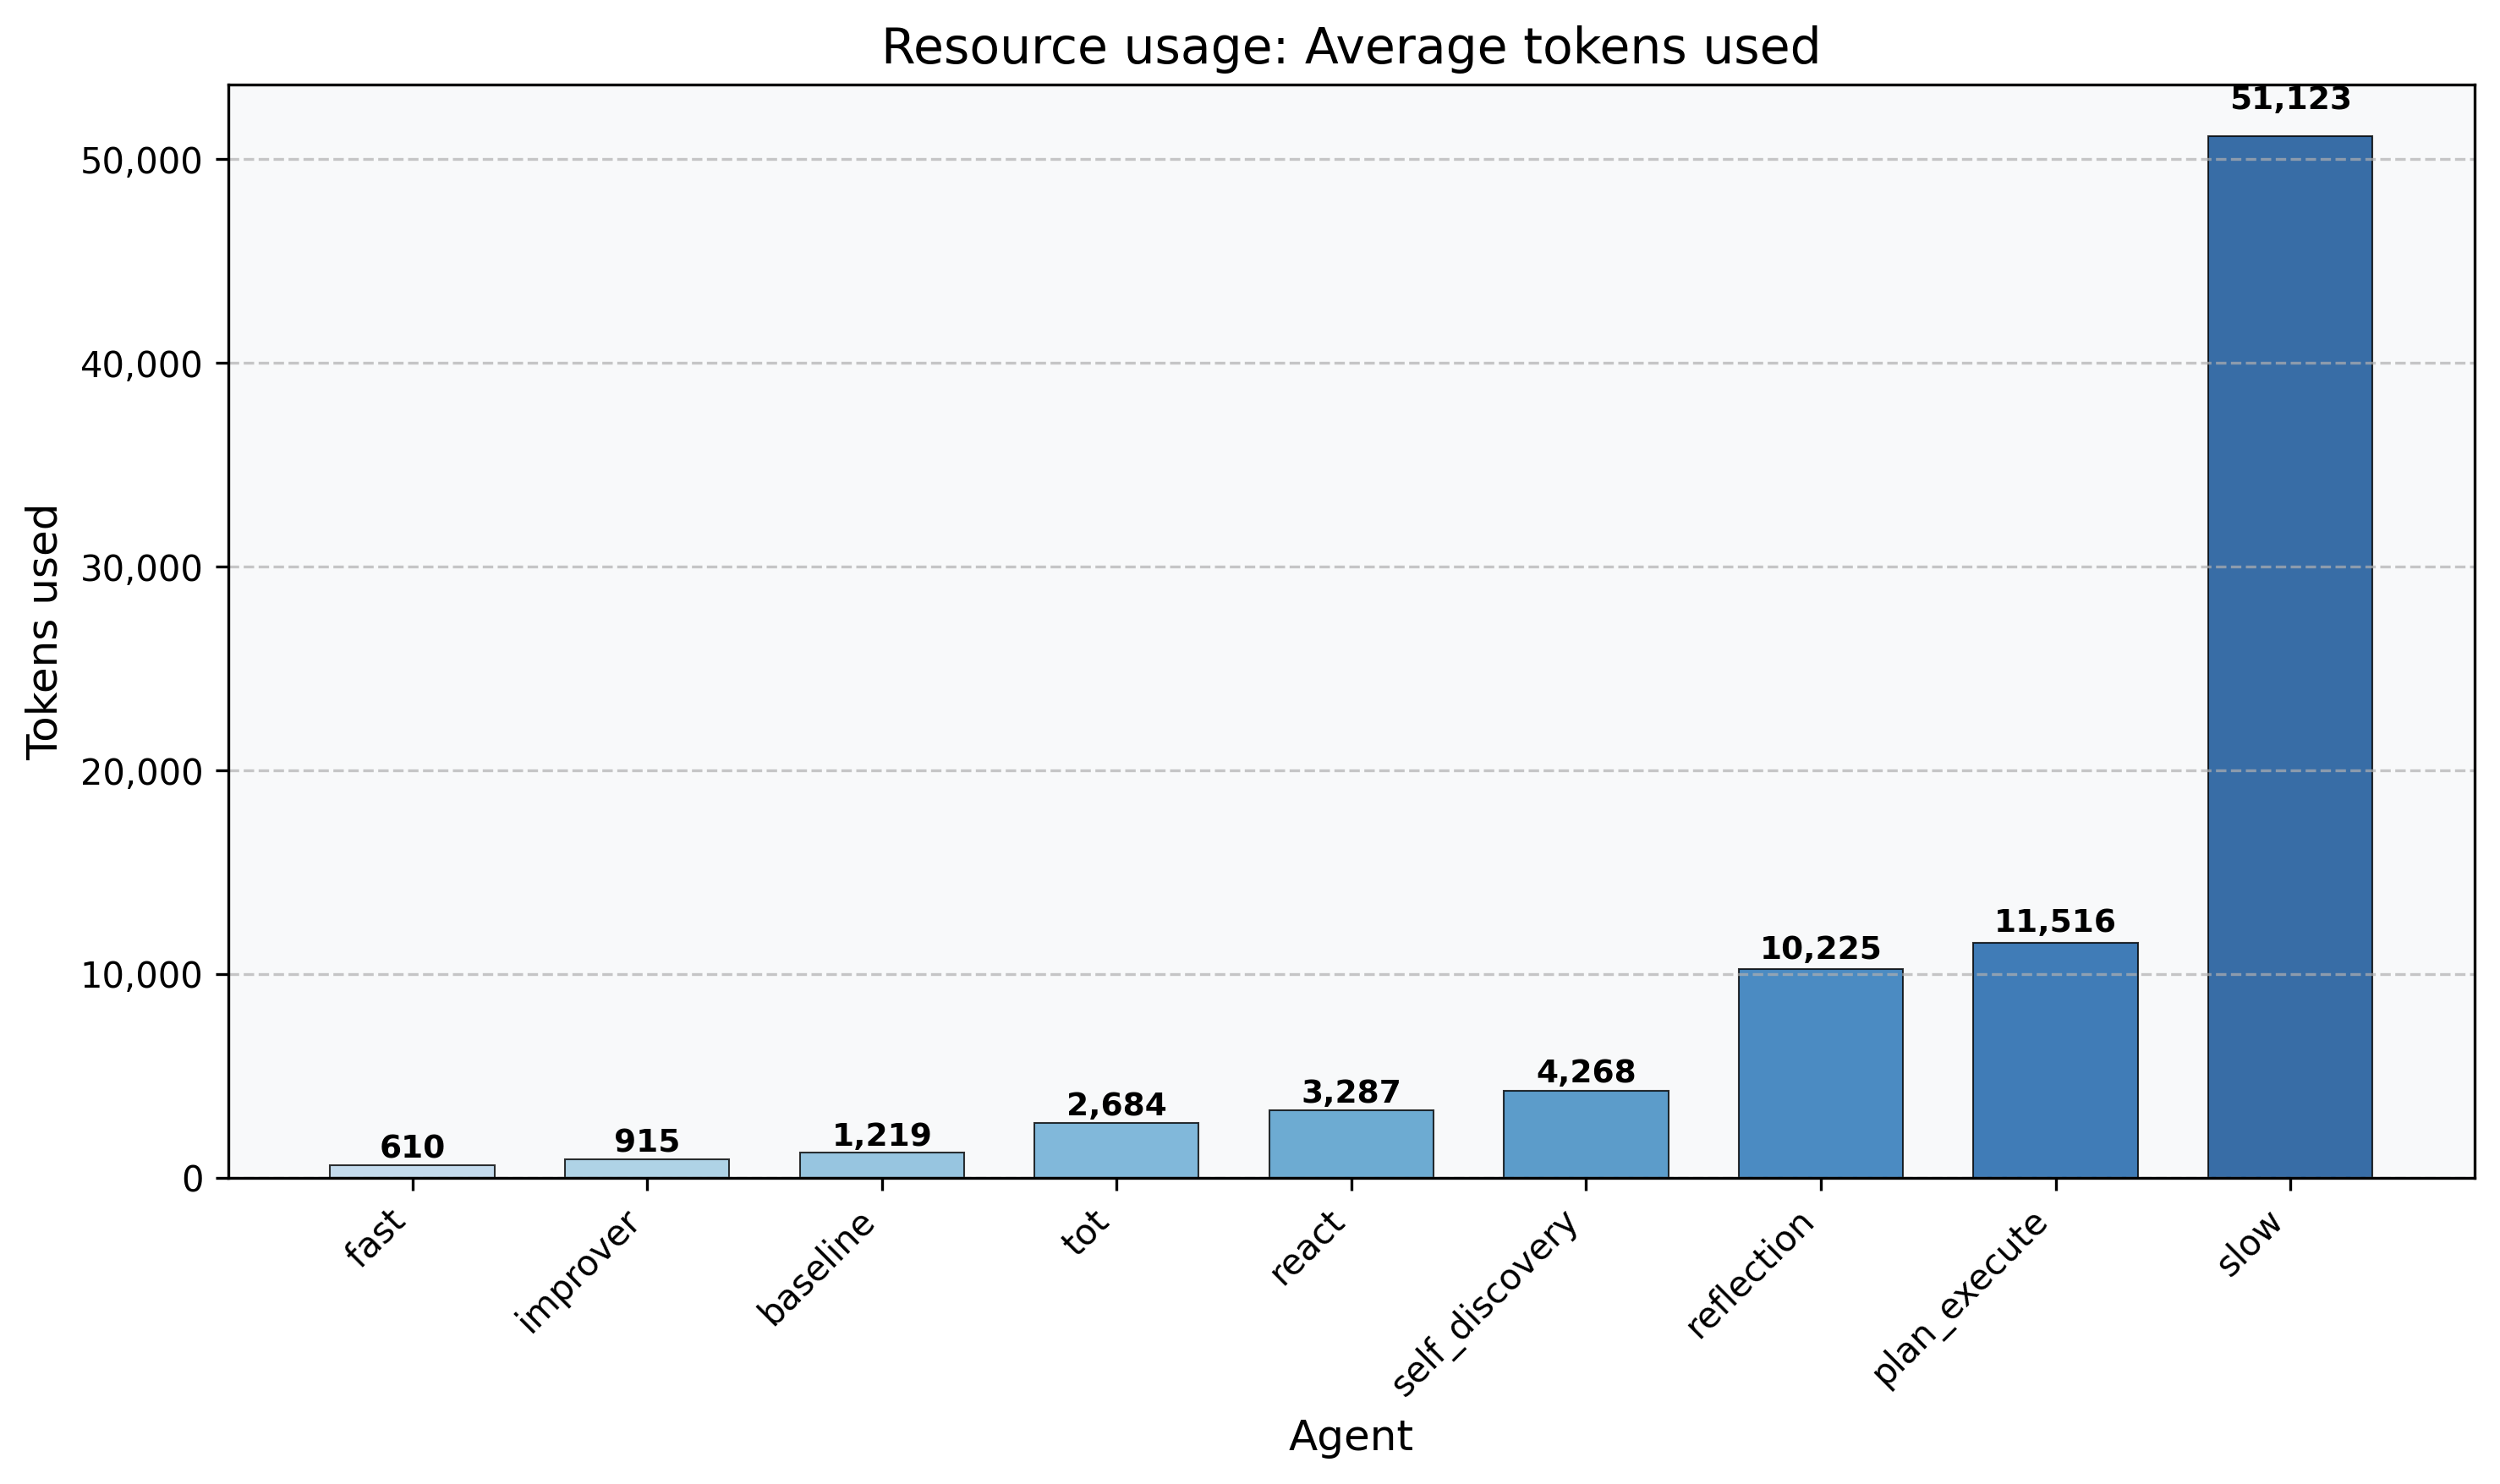 Resource usage: Average tokens used
Tokens used
50,000
40,000
30,000
20,000
10,000
0
610
915
1,219
2,684
3,287
4,268
10,225
11,516
51,123
fast
improver
baseline
tot
react
self_discovery
reflection
plan_execute
slow
Agent